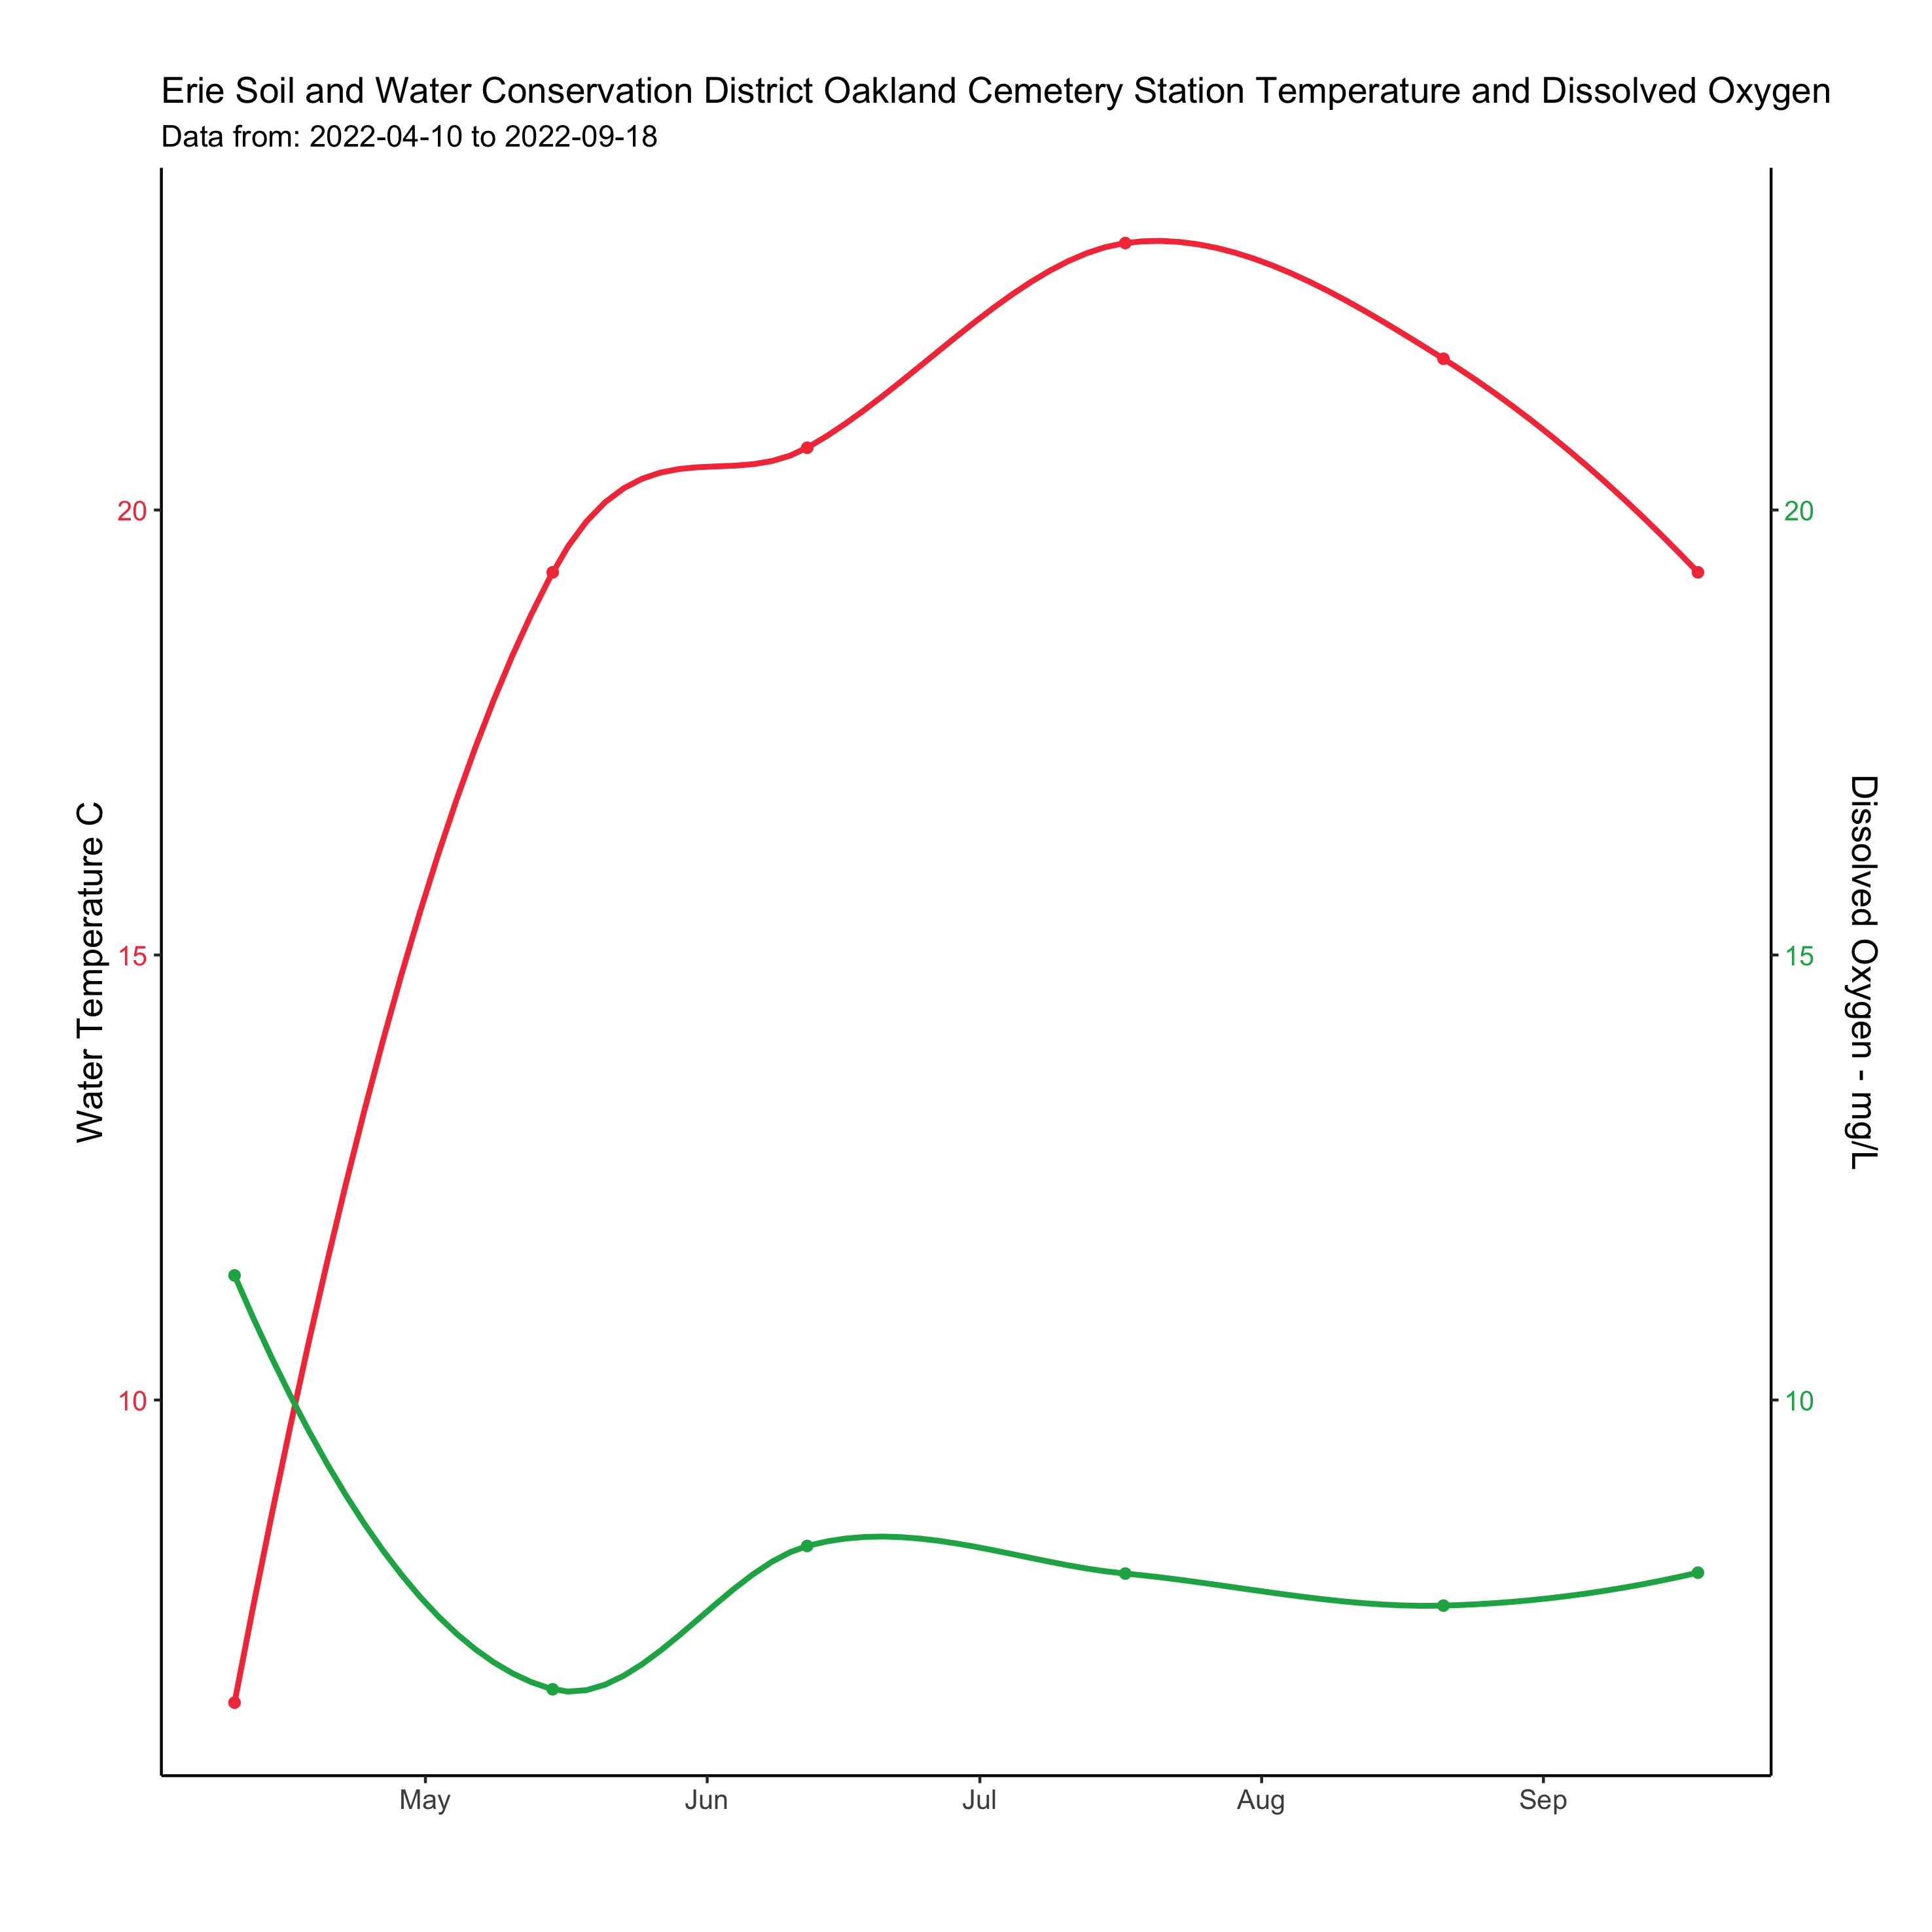 Erie Soil and Water Conservation District Oakland Cemetery Station Temperature and Dissolved Oxygen
Data from: 2022-04-10 to 2022-09-18
Water Temperature C
20
15
10
20
15
10
Dissolved Oxygen - mg/L
May
Jun
Jul
Aug
Sep